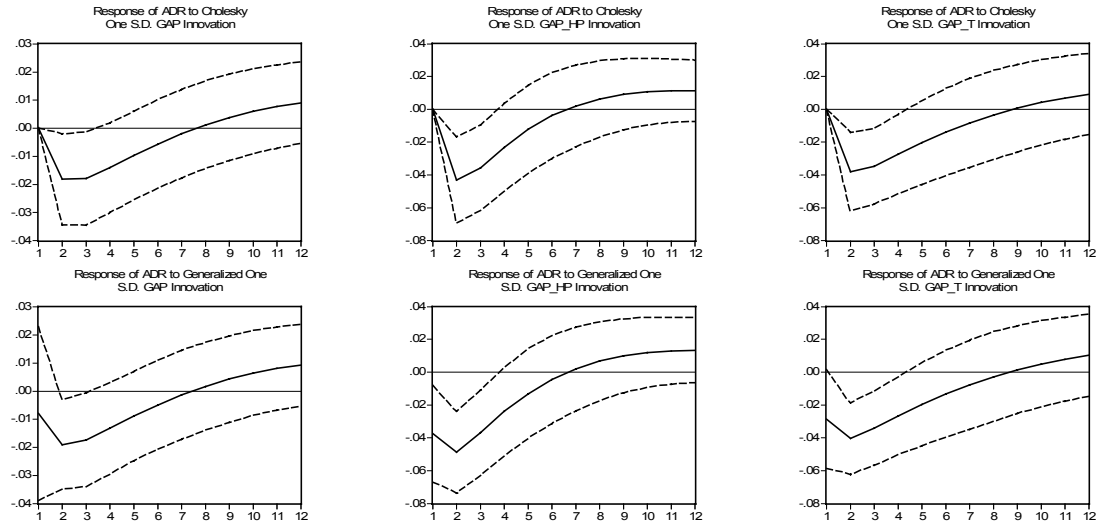 Response of ADR to Cholesky
One S.D. GAP Innovation
.03
.02
.01
.00
-.01
-.02
-.03
-.04
1 2 3 4 5 6 7 8 9 10 11 12
Response of ADR to Cholesky
One S.D. GAP_HP Innovation
.04
.00
-.04
-.08
1 2 3 4 5 6 7 8 9 10 11 12
Response of ADR to Cholesky
One S.D. GAP_T Innovation
.04
.02
.00
-.02
-.04
-.06
-.08
1 2 3 4 5 6 7 8 9 10 11 12
Response of ADR to Generalized One
S.D. GAP Innovation
.03
.02
.01
.00
-.01
-.02
-.03
-.04
1 2 3 4 5 6 7 8 9 10 11 12
Response of ADR to Generalized One
S.D. GAP_HP Innovation
.04
.00
-.04
-.08
1 2 3 4 5 6 7 8 9 10 11 12
Response of ADR to Generalized One
S.D. GAP_T Innovation
.04
.02
.00
-.02
-.04
-.06
-.08
1 2 3 4 5 6 7 8 9 10 11 12